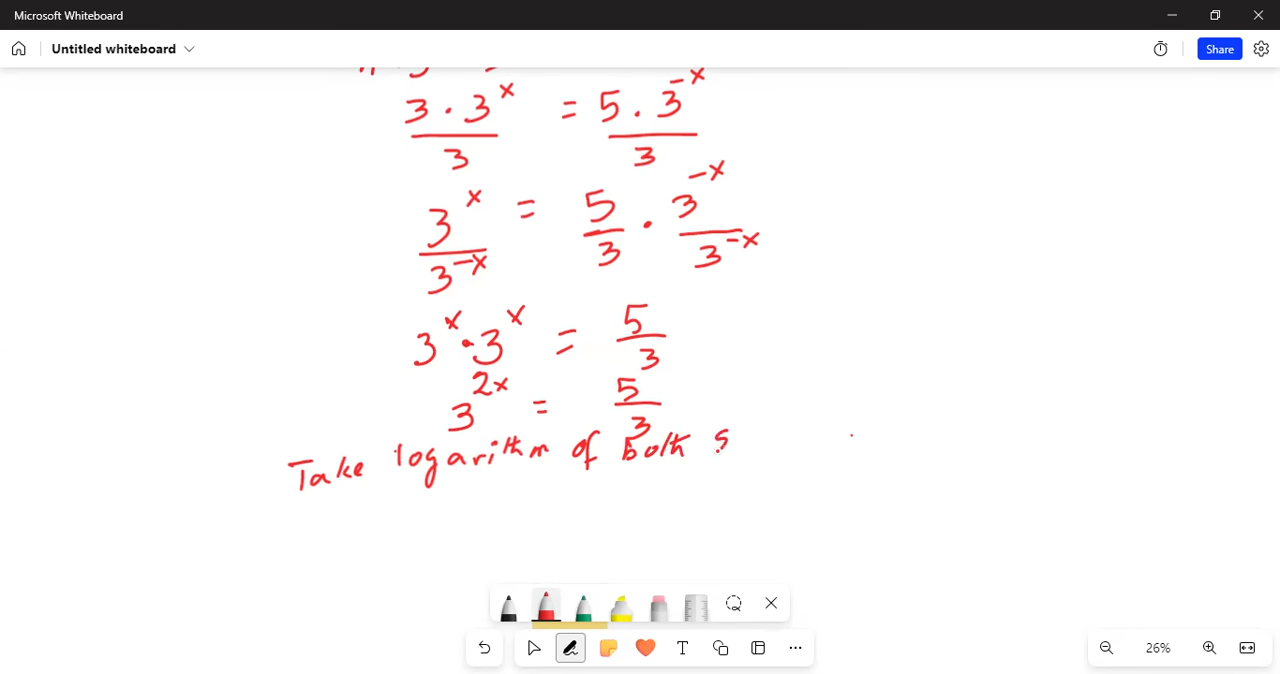 Microsoft Whiteboard
Untitled whiteboard
Share
3 · 3^x / 3 = 5 · 3^-x / 3
3^x / 3^-x = 5/3 · 3^-x / 3^-x
3^x · 3^x = 5/3
3^2x = 5/3
Take logarithm of both s
T
26%